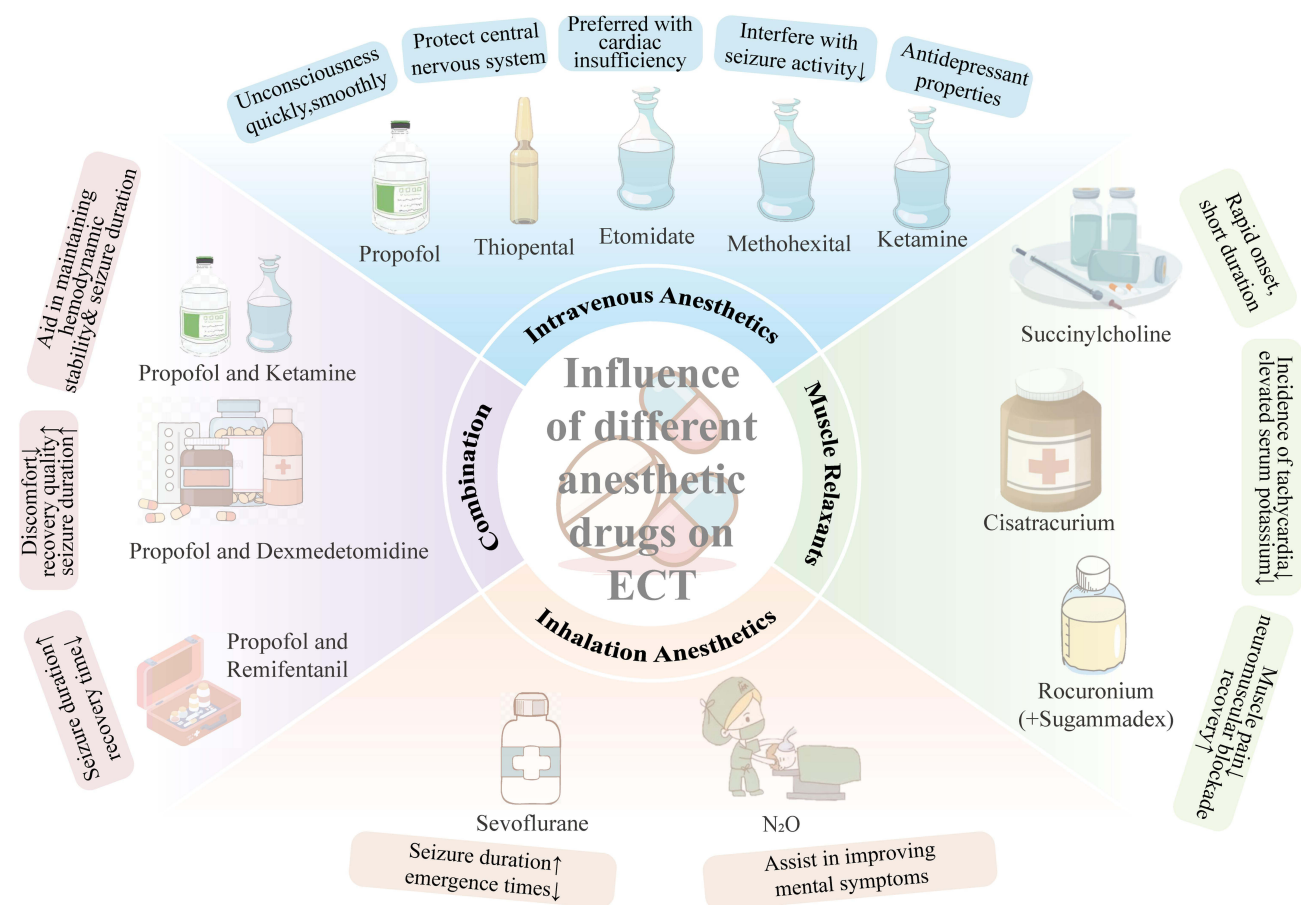 Unconsciousness
quickly,smoothly
Protect central
nervous system
Preferred with
cardiac
insufficiency
Interfere with
seizure activity↓
Antidepressant
properties
Propofol
Thiopental
Etomidate
Methohexital
Ketamine
Intravenous Anesthetics
Aid in maintaining
hemodynamic
stability& seizure duration
Propofol and Ketamine
Discomfort↓
recovery quality↑
seizure duration↑
Propofol and Dexmedetomidine
Seizure duration↑
recovery time↓
Propofol and
Remifentanil
Combination
Influence
of different
anesthetic
drugs on
ECT
Muscle Relaxants
Succinylcholine
Rapid onset,
short duration
Cisatracurium
Incidence of tachycardia↓
elevated serum potassium↓
Rocuronium
(+Sugammadex)
Muscle pain↓
neuromuscular blockade
recovery↑
Inhalation Anesthetics
Sevoflurane
N₂O
Seizure duration↑
emergence times↓
Assist in improving
mental symptoms